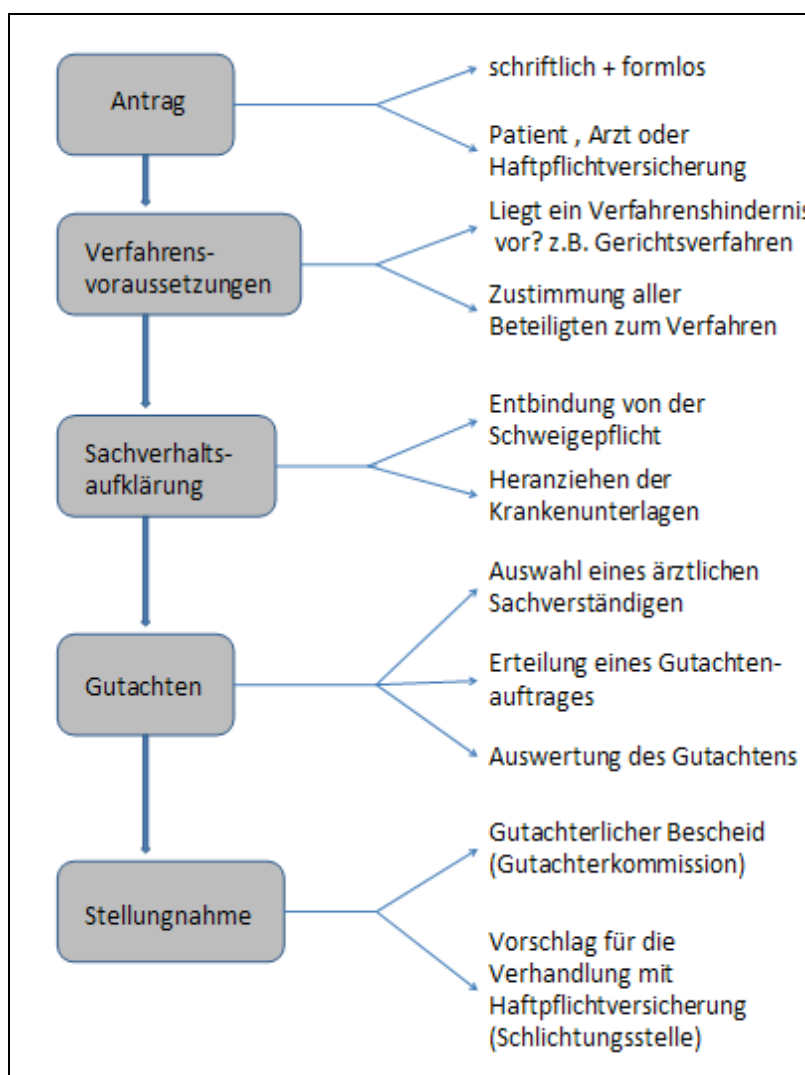 Antrag
schriftlich + formlos
Patient , Arzt oder
Haftpflichtversicherung
Verfahrens-
voraussetzungen
Liegt ein Verfahrenshindernis
vor? z.B. Gerichtsverfahren
Zustimmung aller
Beteiligten zum Verfahren
Sachverhalts-
aufklärung
Entbindung von der
Schweigepflicht
Heranziehen der
Krankenunterlagen
Gutachten
Auswahl eines ärztlichen
Sachverständigen
Erteilung eines Gutachten-
auftrages
Auswertung des Gutachtens
Stellungnahme
Gutachterlicher Bescheid
(Gutachterkommission)
Vorschlag für die
Verhandlung mit
Haftpflichtversicherung
(Schlichtungsstelle)